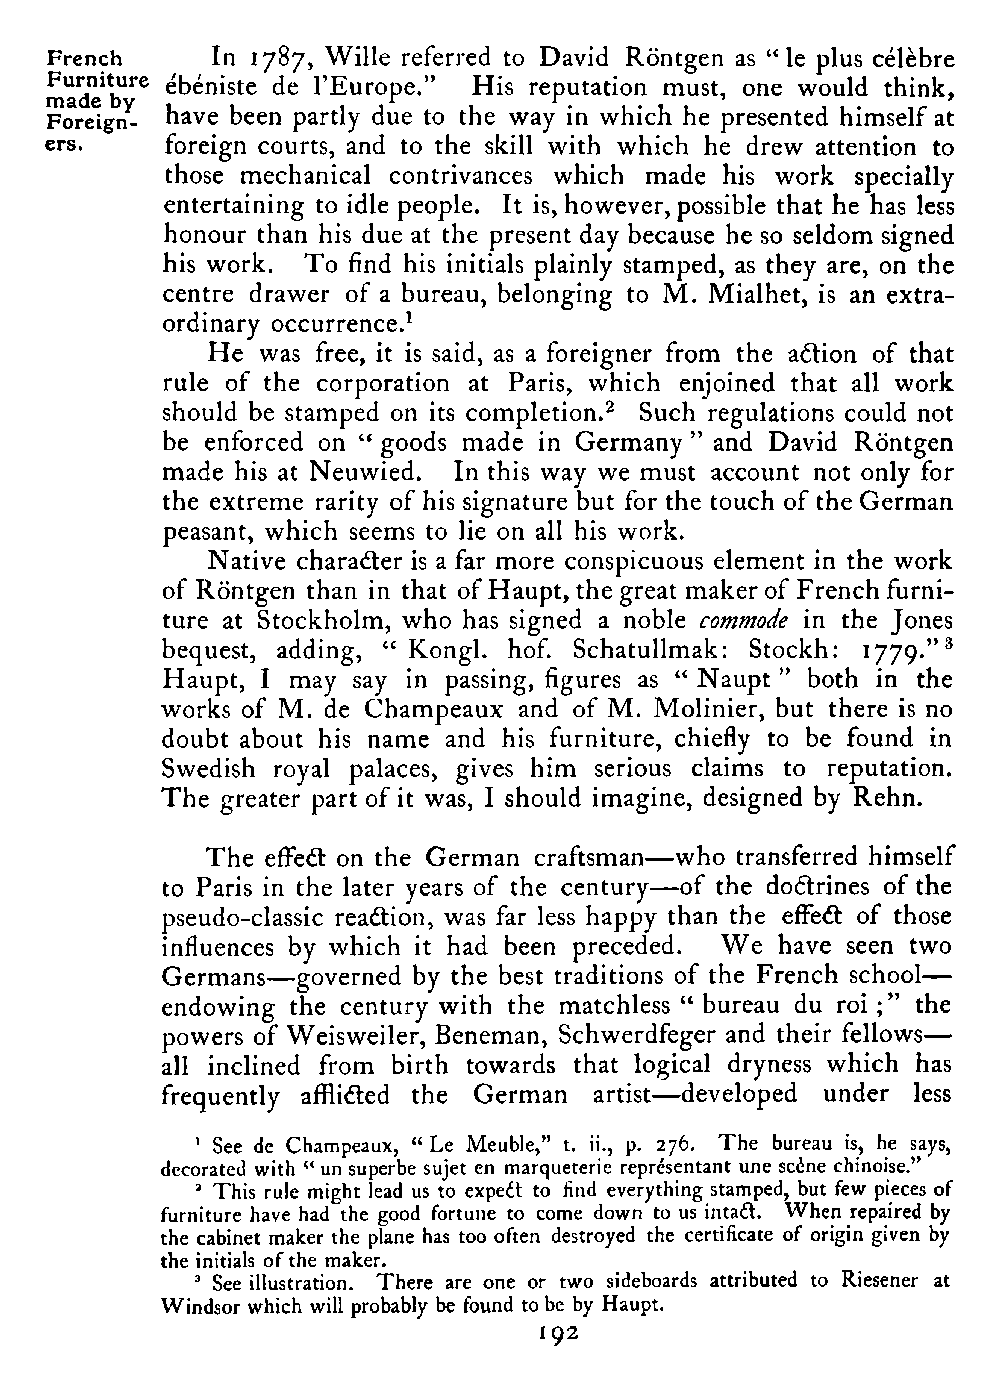 French
Furniture
made by
Foreign-
ers.
In 1787, Wille referred to David Röntgen as “le plus célèbre
ébéniste de l’Europe.” His reputation must, one would think,
have been partly due to the way in which he presented himself at
foreign courts, and to the skill with which he drew attention to
those mechanical contrivances which made his work specially
entertaining to idle people. It is, however, possible that he has less
honour than his due at the present day because he so seldom signed
his work. To find his initials plainly stamped, as they are, on the
centre drawer of a bureau, belonging to M. Mialhet, is an extra-
ordinary occurrence.¹
He was free, it is said, as a foreigner from the action of that
rule of the corporation at Paris, which enjoined that all work
should be stamped on its completion.² Such regulations could not
be enforced on “goods made in Germany” and David Röntgen
made his at Neuwied. In this way we must account not only for
the extreme rarity of his signature but for the touch of the German
peasant, which seems to lie on all his work.
Native character is a far more conspicuous element in the work
of Röntgen than in that of Haupt, the great maker of French furni-
ture at Stockholm, who has signed a noble commode in the Jones
bequest, adding, “Kongl. hof. Schatullmak: Stockh: 1779.”³
Haupt, I may say in passing, figures as “Naupt” both in the
works of M. de Champeaux and of M. Molinier, but there is no
doubt about his name and his furniture, chiefly to be found in
Swedish royal palaces, gives him serious claims to reputation.
The greater part of it was, I should imagine, designed by Rehn.
The effect on the German craftsman—who transferred himself
to Paris in the later years of the century—of the doctrines of the
pseudo-classic reaction, was far less happy than the effect of those
influences by which it had been preceded. We have seen two
Germans—governed by the best traditions of the French school—
endowing the century with the matchless “bureau du roi;” the
powers of Weisweiler, Beneman, Schwerdfeger and their fellows—
all inclined from birth towards that logical dryness which has
frequently afflicted the German artist—developed under less
¹ See de Champeaux, “Le Meuble,” t. ii., p. 276. The bureau is, he says,
decorated with “un superbe sujet en marqueterie représentant une scène chinoise.”
² This rule might lead us to expect to find everything stamped, but few pieces of
furniture have had the good fortune to come down to us intact. When repaired by
the cabinet maker the plane has too often destroyed the certificate of origin given by
the initials of the maker.
³ See illustration. There are one or two sideboards attributed to Riesener at
Windsor which will probably be found to be by Haupt.
192